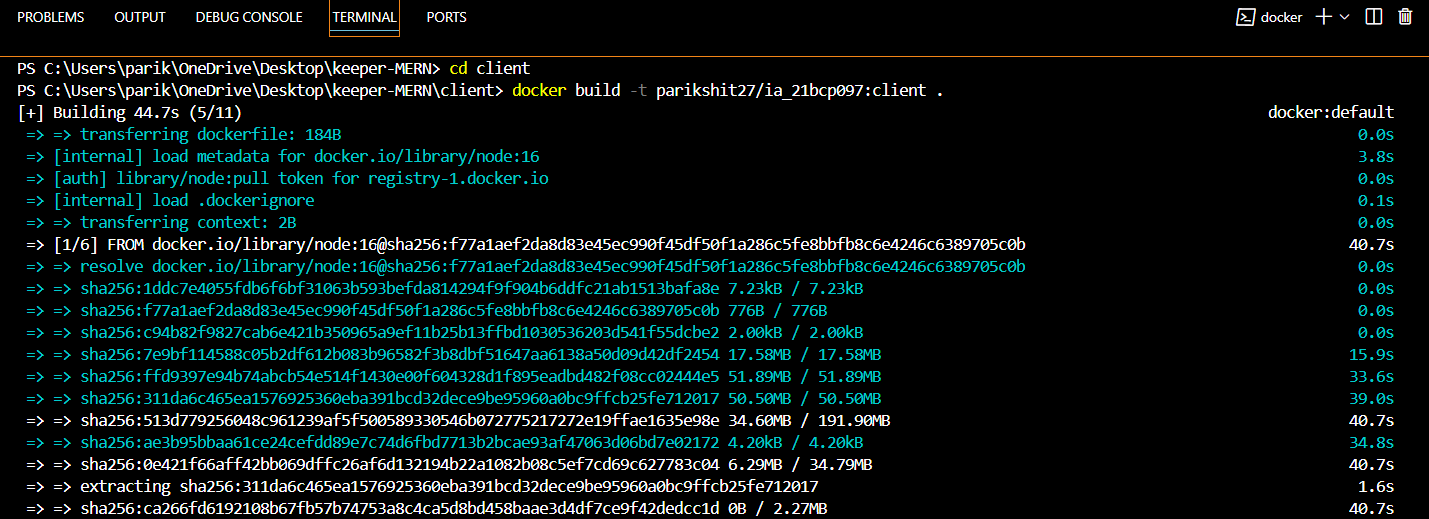 PROBLEMS OUTPUT DEBUG CONSOLE TERMINAL PORTS docker
PS C:\Users\parik\OneDrive\Desktop\keeper-MERN> cd client
PS C:\Users\parik\OneDrive\Desktop\keeper-MERN\client> docker build -t parikshit27/ia_21bcp097:client .
[+] Building 44.7s (5/11) docker:default
=> => transferring dockerfile: 184B 0.0s
=> [internal] load metadata for docker.io/library/node:16 3.8s
=> [auth] library/node:pull token for registry-1.docker.io 0.0s
=> [internal] load .dockerignore 0.1s
=> => transferring context: 2B 0.0s
=> [1/6] FROM docker.io/library/node:16@sha256:f77a1aef2da8d83e45ec990f45df50f1a286c5fe8bbfb8c6e4246c6389705c0b 40.7s
=> => resolve docker.io/library/node:16@sha256:f77a1aef2da8d83e45ec990f45df50f1a286c5fe8bbfb8c6e4246c6389705c0b 0.0s
=> => sha256:1ddc7e4055fdb6f6bf31063b593befda814294f9f904b6ddfc21ab1513bafa8e 7.23kB / 7.23kB 0.0s
=> => sha256:f77a1aef2da8d83e45ec990f45df50f1a286c5fe8bbfb8c6e4246c6389705c0b 776B / 776B 0.0s
=> => sha256:c94b82f9827cab6e421b350965a9ef11b25b13ffbd1030536203d541f55dcbe2 2.00kB / 2.00kB 0.0s
=> => sha256:7e9bf114588c05b2df612b083b96582f3b8dbf51647aa6138a50d09d42df2454 17.58MB / 17.58MB 15.9s
=> => sha256:ffd9397e94b74abcb54e514f1430e00f604328d1f895eadbd482f08cc02444e5 51.89MB / 51.89MB 33.6s
=> => sha256:311da6c465ea1576925360eba391bcd32dece9be95960a0bc9ffcb25fe712017 50.50MB / 50.50MB 39.0s
=> => sha256:513d779256048c961239af5f500589330546b072775217272e19ffae1635e98e 34.60MB / 191.90MB 40.7s
=> => sha256:ae3b95bbaa61ce24cefdd89e7c74d6fbd7713b2bcae93af47063d06bd7e02172 4.20kB / 4.20kB 34.8s
=> => sha256:0e421f66aff42bb069dffc26af6d132194b22a1082b08c5ef7cd69c627783c04 6.29MB / 34.79MB 40.7s
=> => extracting sha256:311da6c465ea1576925360eba391bcd32dece9be95960a0bc9ffcb25fe712017 1.6s
=> => sha256:ca266fd6192108b67fb57b74753a8c4ca5d8bd458baae3d4df7ce9f42dedcc1d 0B / 2.27MB 40.7s